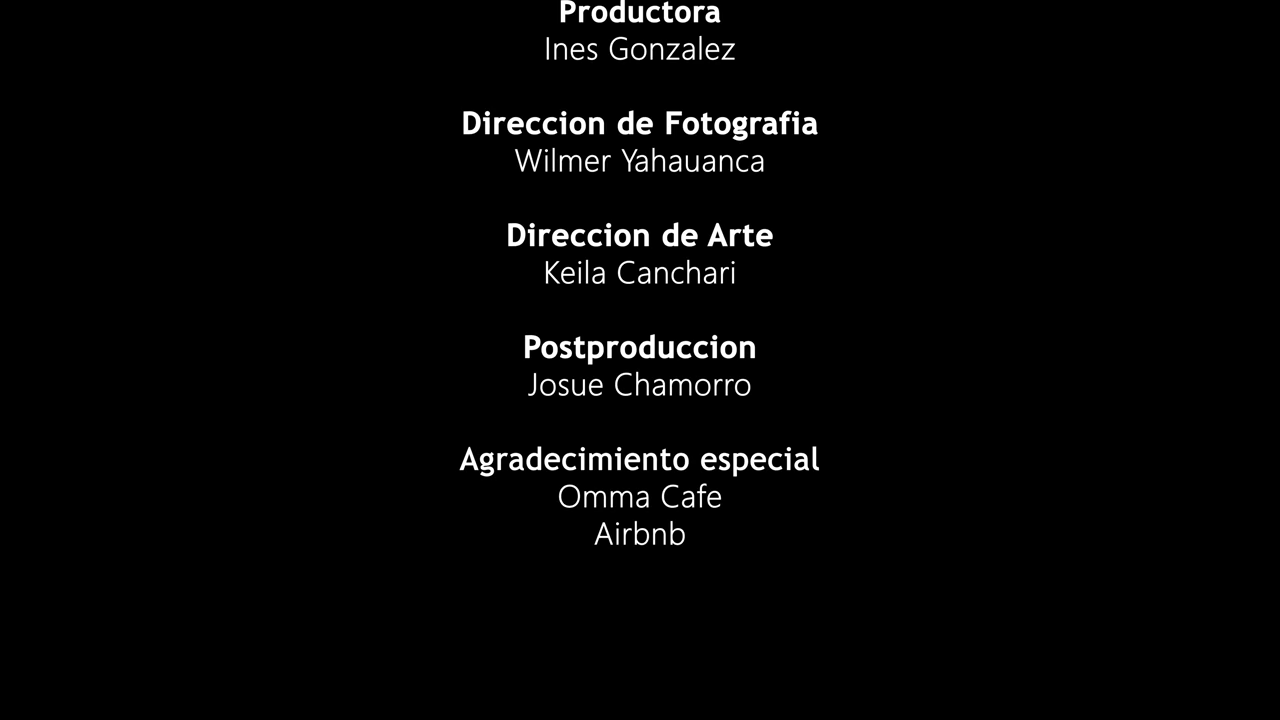 Productora
Ines Gonzalez
Direccion de Fotografia
Wilmer Yahauanca
Direccion de Arte
Keila Canchari
Postproduccion
Josue Chamorro
Agradecimiento especial
Omma Cafe
Airbnb